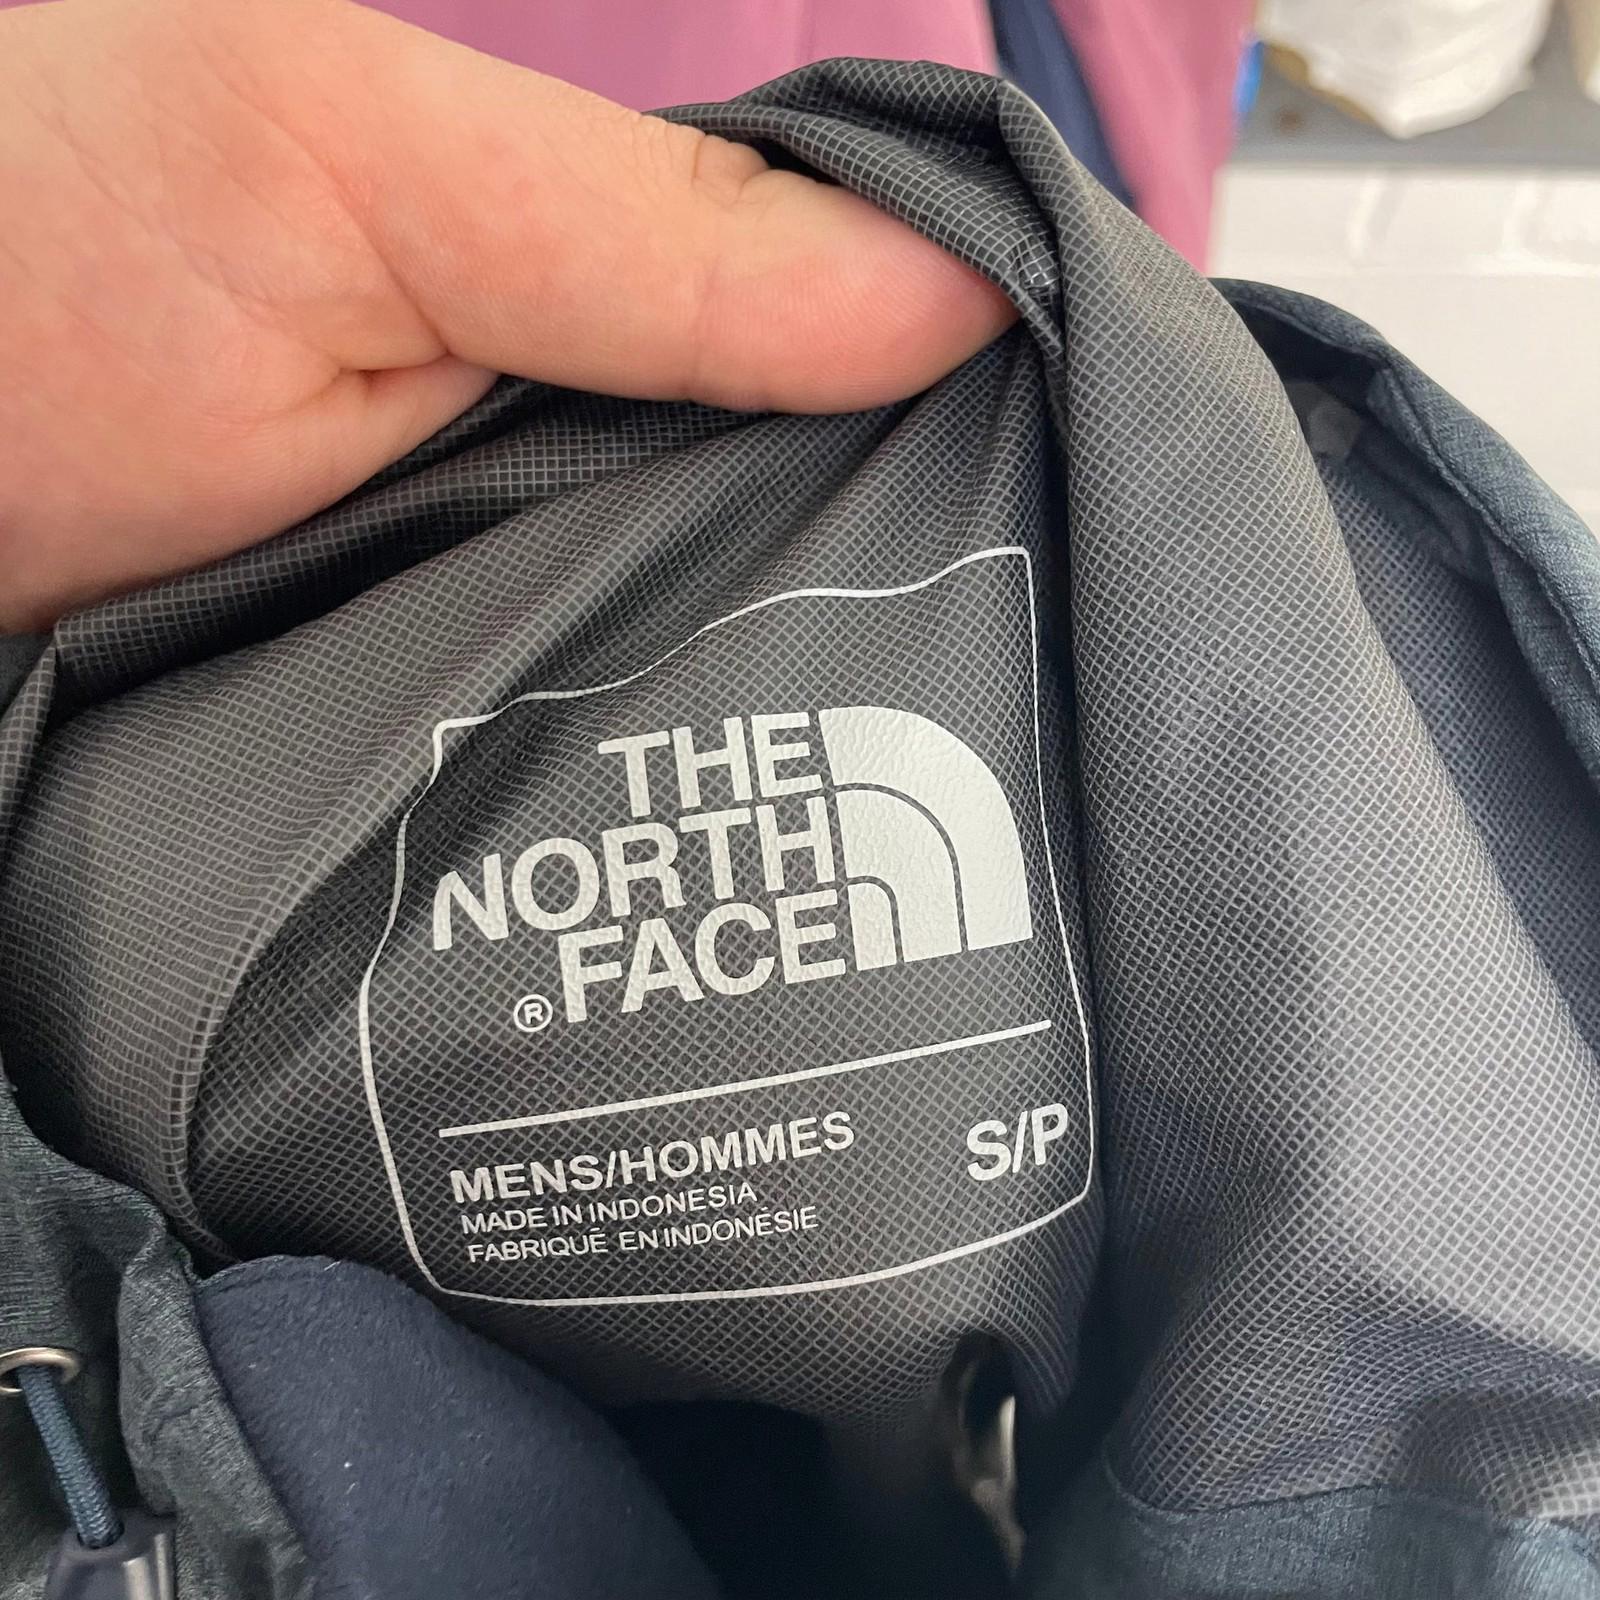 THE
NORTH
FACE
®
MENS/HOMMES S/P
MADE IN INDONESIA
FABRIQUÉ EN INDONÉSIE